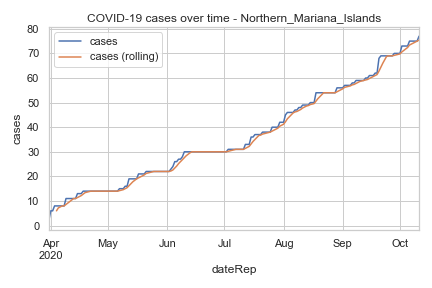 COVID-19 cases over time - Northern_Mariana_Islands
cases
cases (rolling)
cases
80
70
60
50
40
30
20
10
0
Apr
2020
May
Jun
Jul
Aug
Sep
Oct
dateRep